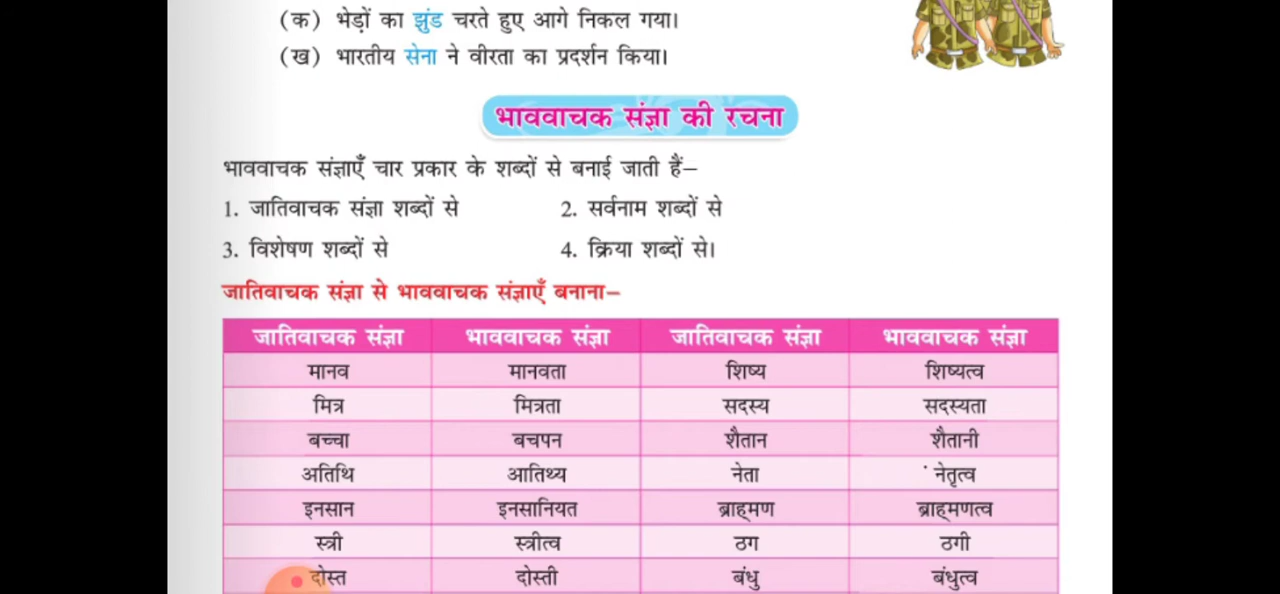 (क) भेड़ों का झुंड चरते हुए आगे निकल गया।
(ख) भारतीय सेना ने वीरता का प्रदर्शन किया।
भाववाचक संज्ञा की रचना
भाववाचक संज्ञाएँ चार प्रकार के शब्दों से बनाई जाती हैं–
1. जातिवाचक संज्ञा शब्दों से 2. सर्वनाम शब्दों से
3. विशेषण शब्दों से 4. क्रिया शब्दों से।
जातिवाचक संज्ञा से भाववाचक संज्ञाएँ बनाना–
जातिवाचक संज्ञा भाववाचक संज्ञा जातिवाचक संज्ञा भाववाचक संज्ञा
मानव मानवता शिष्य शिष्यत्व
मित्र मित्रता सदस्य सदस्यता
बच्चा बचपन शैतान शैतानी
अतिथि आतिथ्य नेता नेतृत्व
इनसान इनसानियत ब्राह्मण ब्राह्मणत्व
स्त्री स्त्रीत्व ठग ठगी
दोस्त दोस्ती बंधु बंधुत्व